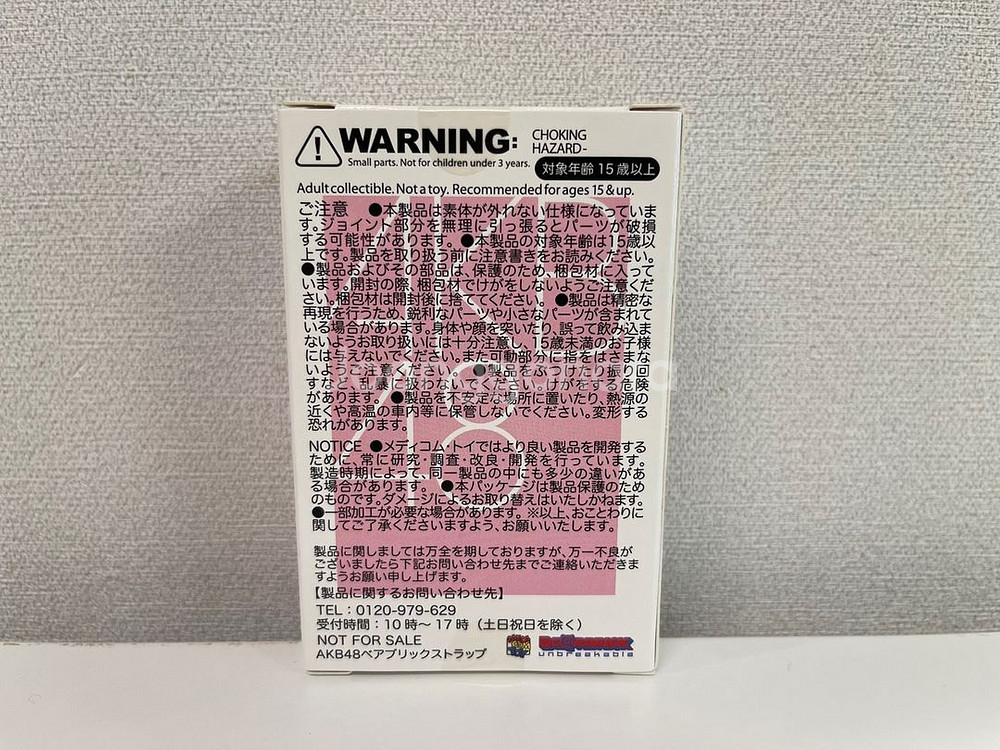 WARNING:
CHOKING
HAZARD-
Small parts. Not for children under 3 years.
対象年齢15歳以上
Adult collectible. Not a toy. Recommended for ages 15 & up.
ご注意 ●本製品は素体が外れない仕様になっていま
す。ジョイント部分を無理に引っ張るとパーツが破損
する可能性があります。●本製品の対象年齢は15歳以
上です。製品を取り扱う前に注意書きをお読みください。
●製品およびその部品は、保護のため、梱包材に入って
います。開封の際、梱包材でけがをしないようご注意くだ
さい。梱包材は開封後に捨ててください。 ●製品は精密な
再現を行うため、鋭利なパーツや小さなパーツが含まれて
いる場合があります。身体や顔を突いたり、誤って飲み込ま
ないようお取り扱いには十分注意し、15歳未満のお子様
には与えないでください。また可動部分に指をはさまな
いようご注意ください。 ●製品をぶつけたり振り回
すなど、乱暴に扱わないでください。けがをする危険
があります。 ●製品を不安定な場所に置いたり、熱源の
近くや高温の車内等に保管しないでください。変形する
恐れがあります。
NOTICE ●メディコム・トイではより良い製品を開発する
ために、常に研究・調査・改良・開発を行っています。
製造時期によって、同一製品の中にも多少の違いがあ
る場合があります。 ●本パッケージは製品保護のため
のものです。ダメージによるお取り替えはいたしかねます。
●一部加工が必要な場合があります。※以上、おことわりに
関してご了承くださいますよう、お願いいたします。
製品に関しましては万全を期しておりますが、万一不良が
ございましたら下記お問い合わせ先までご連絡いただきま
すようお願い申し上げます。
【製品に関するお問い合わせ先】
TEL：0120-979-629
受付時間：10時～17時（土日祝日を除く）
NOT FOR SALE
AKB48ベアブリックストラップ
BE@RBRICK
unbreakable
AKB
48